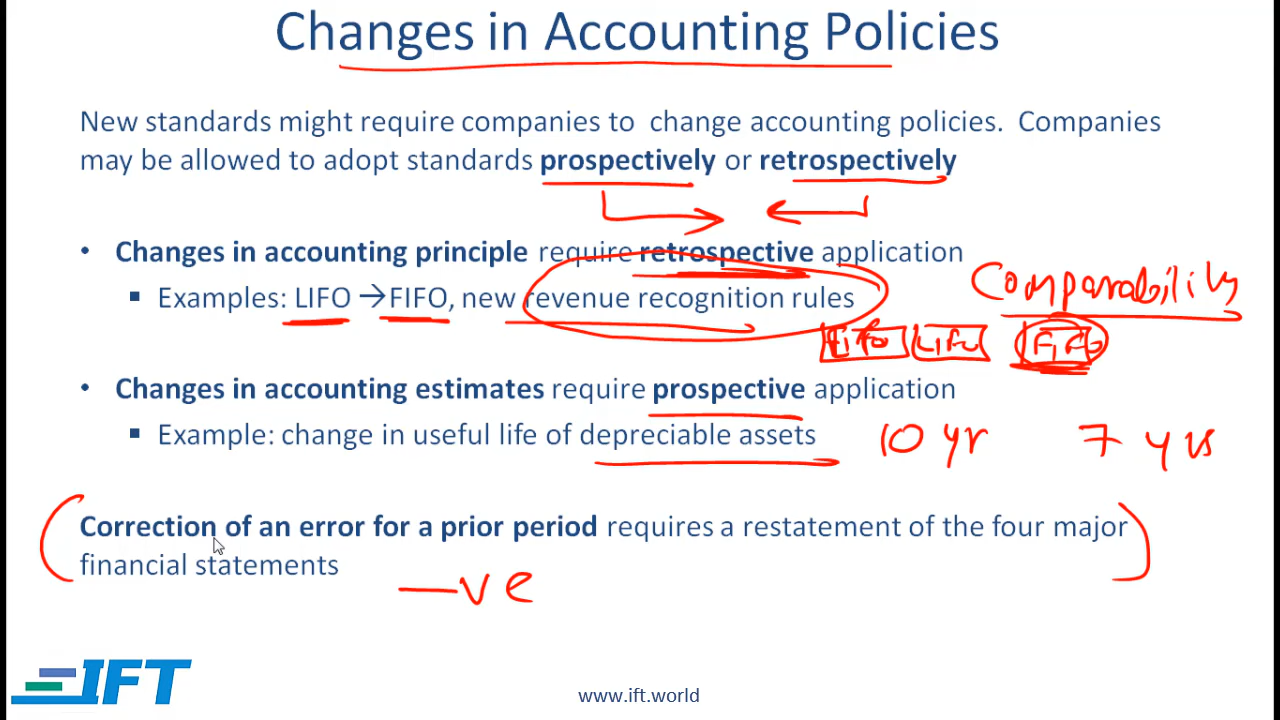 Changes in Accounting Policies
New standards might require companies to change accounting policies. Companies
may be allowed to adopt standards prospectively or retrospectively
• Changes in accounting principle require retrospective application
▪ Examples: LIFO →FIFO, new revenue recognition rules
Comparability
LIFO FIFO
• Changes in accounting estimates require prospective application
▪ Example: change in useful life of depreciable assets 10 yr 7 yrs
Correction of an error for a prior period requires a restatement of the four major
financial statements
—ve
IFT
www.ift.world